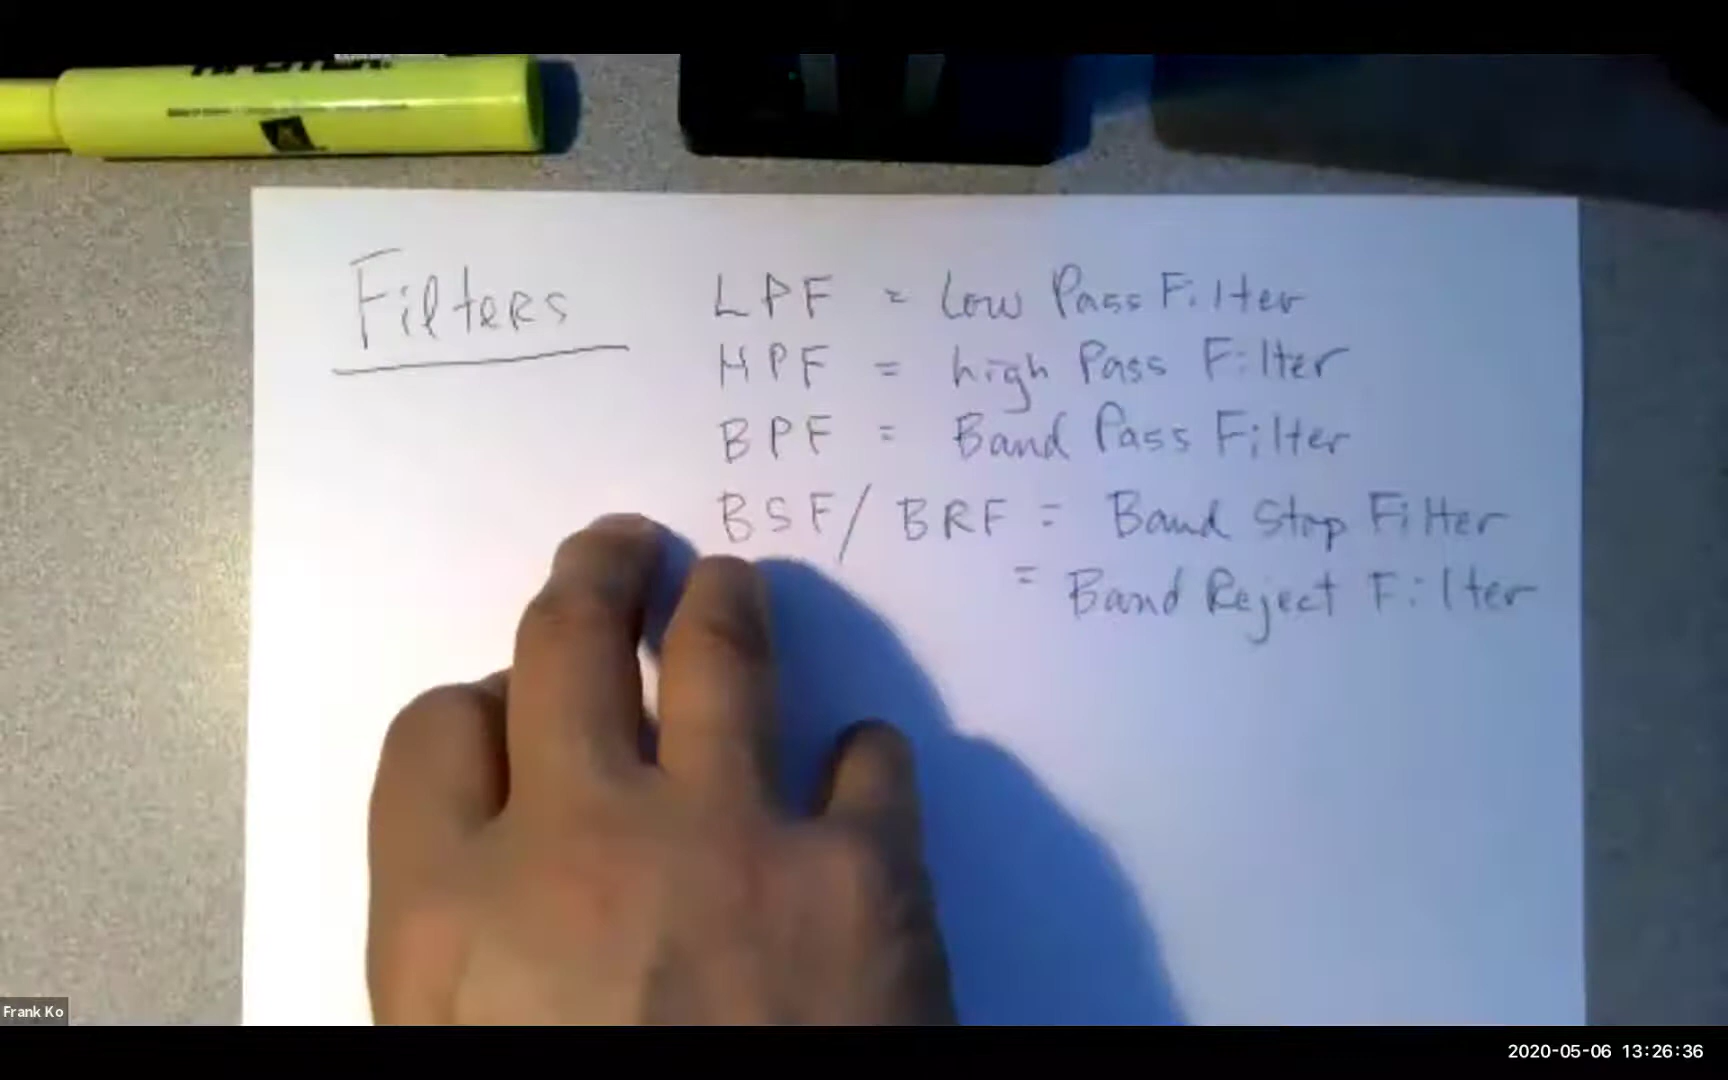 Filters
LPF = Low Pass Filter
HPF = high Pass Filter
BPF = Band Pass Filter
BSF / BRF = Band Stop Filter
= Band Reject Filter
Frank Ko
2020-05-06 13:26:36